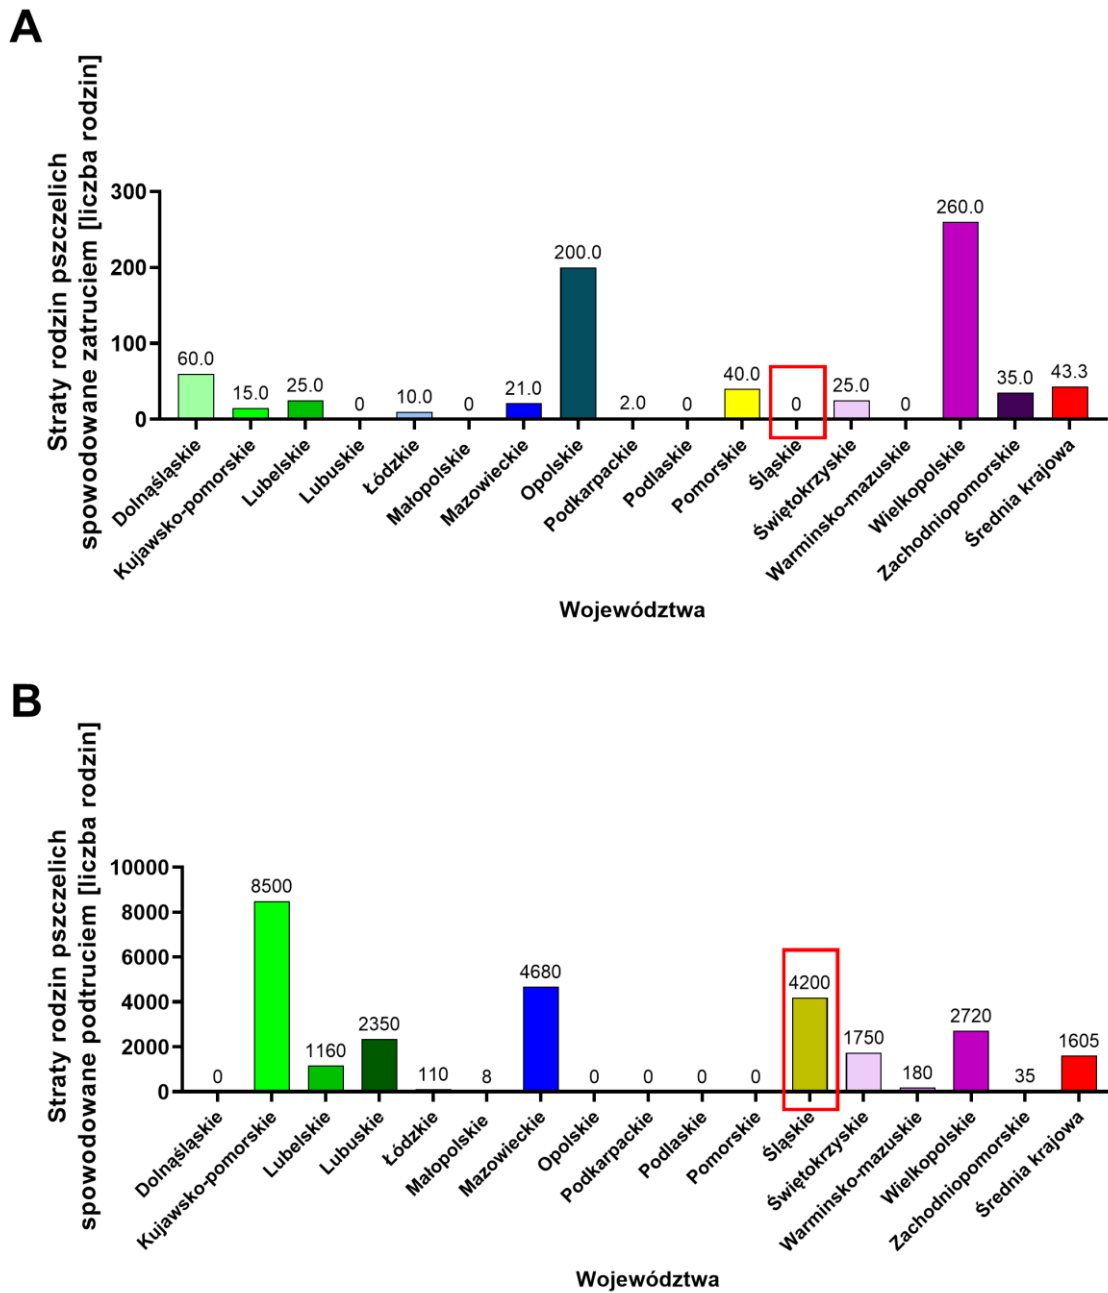 A
Straty rodzin pszczelich
spowodowane zatruciem [liczba rodzin]
300
200
100
0
60.0
15.0
25.0
0
10.0
0
21.0
200.0
2.0
0
40.0
0
25.0
0
260.0
35.0
43.3
Dolnąśląskie
Kujawsko-pomorskie
Lubelskie
Lubuskie
Łódzkie
Małopolskie
Mazowieckie
Opolskie
Podkarpackie
Podlaskie
Pomorskie
Śląskie
Świętokrzyskie
Warminsko-mazuskie
Wielkopolskie
Zachodniopomorskie
Średnia krajowa
Województwa
B
Straty rodzin pszczelich
spowodowane podtruciem [liczba rodzin]
10000
8000
6000
4000
2000
0
0
8500
1160
2350
110
8
4680
0
0
0
0
4200
1750
180
2720
35
1605
Dolnąśląskie
Kujawsko-pomorskie
Lubelskie
Lubuskie
Łódzkie
Małopolskie
Mazowieckie
Opolskie
Podkarpackie
Podlaskie
Pomorskie
Śląskie
Świętokrzyskie
Warminsko-mazuskie
Wielkopolskie
Zachodniopomorskie
Średnia krajowa
Województwa